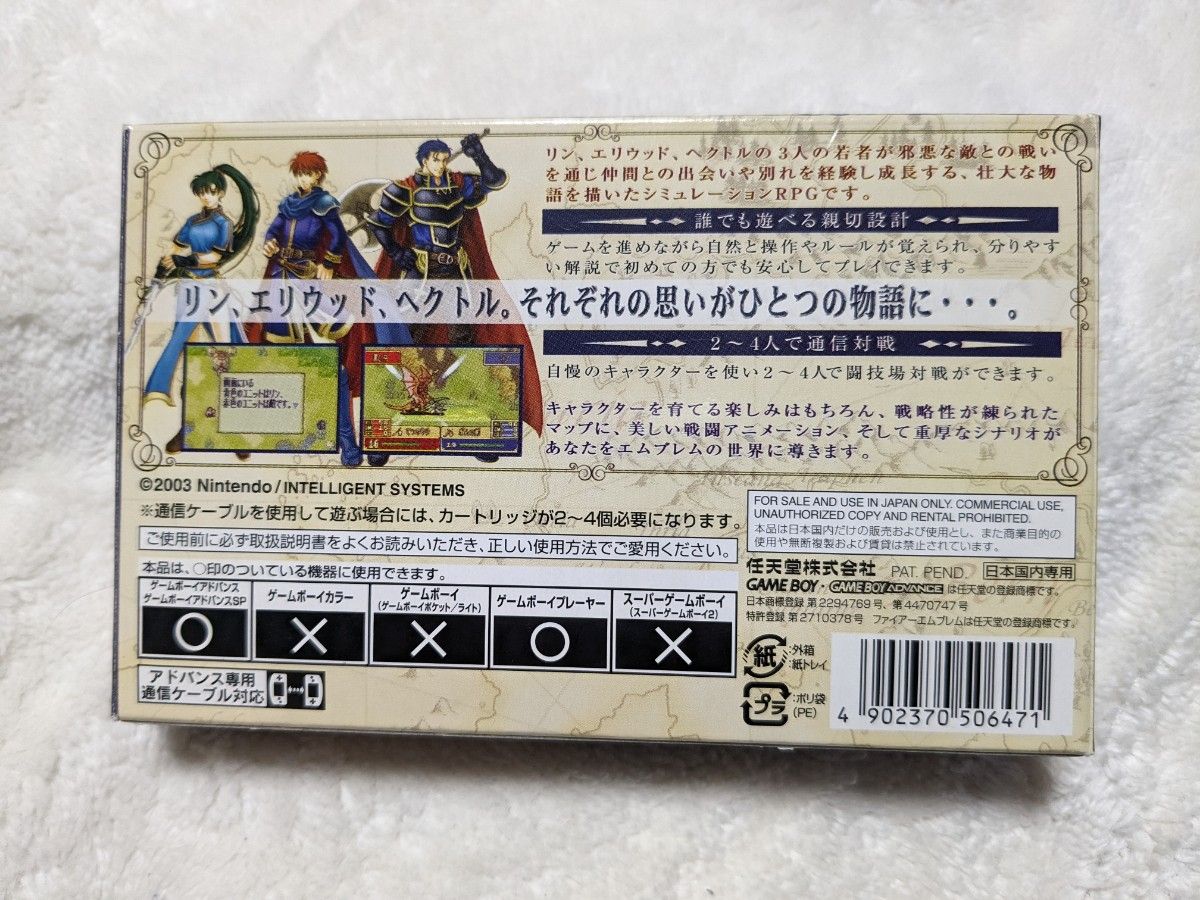 リン、エリウッド、ヘクトルの3人の若者が邪悪な敵との戦い
を通じ仲間との出会いや別れを経験し成長する、壮大な物
語を描いたシミュレーションRPGです。
誰でも遊べる親切設計
ゲームを進めながら自然と操作やルールが覚えられ、分りやす
い解説で初めての方でも安心してプレイできます。
リン、エリウッド、ヘクトル。それぞれの思いがひとつの物語に・・・。
2〜4人で通信対戦
自慢のキャラクターを使い2〜4人で闘技場対戦ができます。
キャラクターを育てる楽しみはもちろん、戦略性が練られた
マップに、美しい戦闘アニメーション、そして重厚なシナリオが
あなたをエムブレムの世界に導きます。
画面にいる
青色のユニットはリン、
赤色のユニットは敵です。
©2003 Nintendo/INTELLIGENT SYSTEMS
※通信ケーブルを使用して遊ぶ場合には、カートリッジが2〜4個必要になります。
ご使用前に必ず取扱説明書をよくお読みいただき、正しい使用方法でご愛用ください。
本品は、○印のついている機器に使用できます。
ゲームボーイアドバンス
ゲームボーイアドバンスSP
○
ゲームボーイカラー
×
ゲームボーイ
(ゲームボーイポケット/ライト)
×
ゲームボーイプレーヤー
○
スーパーゲームボーイ
(スーパーゲームボーイ2)
×
アドバンス専用
通信ケーブル対応
FOR SALE AND USE IN JAPAN ONLY. COMMERCIAL USE,
UNAUTHORIZED COPY AND RENTAL PROHIBITED.
本品は日本国内だけの販売および使用とし、また商業目的の
使用や無断複製および賃貸は禁止されています。
任天堂株式会社 PAT. PEND. 日本国内専用
GAME BOY・GAME BOY ADVANCE は任天堂の登録商標です。
日本商標登録 第2294769号、第4470747号
特許登録 第2710378号 ファイアーエムブレムは任天堂の登録商標です。
紙
:外箱
:紙トレイ
プラ
:ポリ袋
(PE)
4 902370 506471